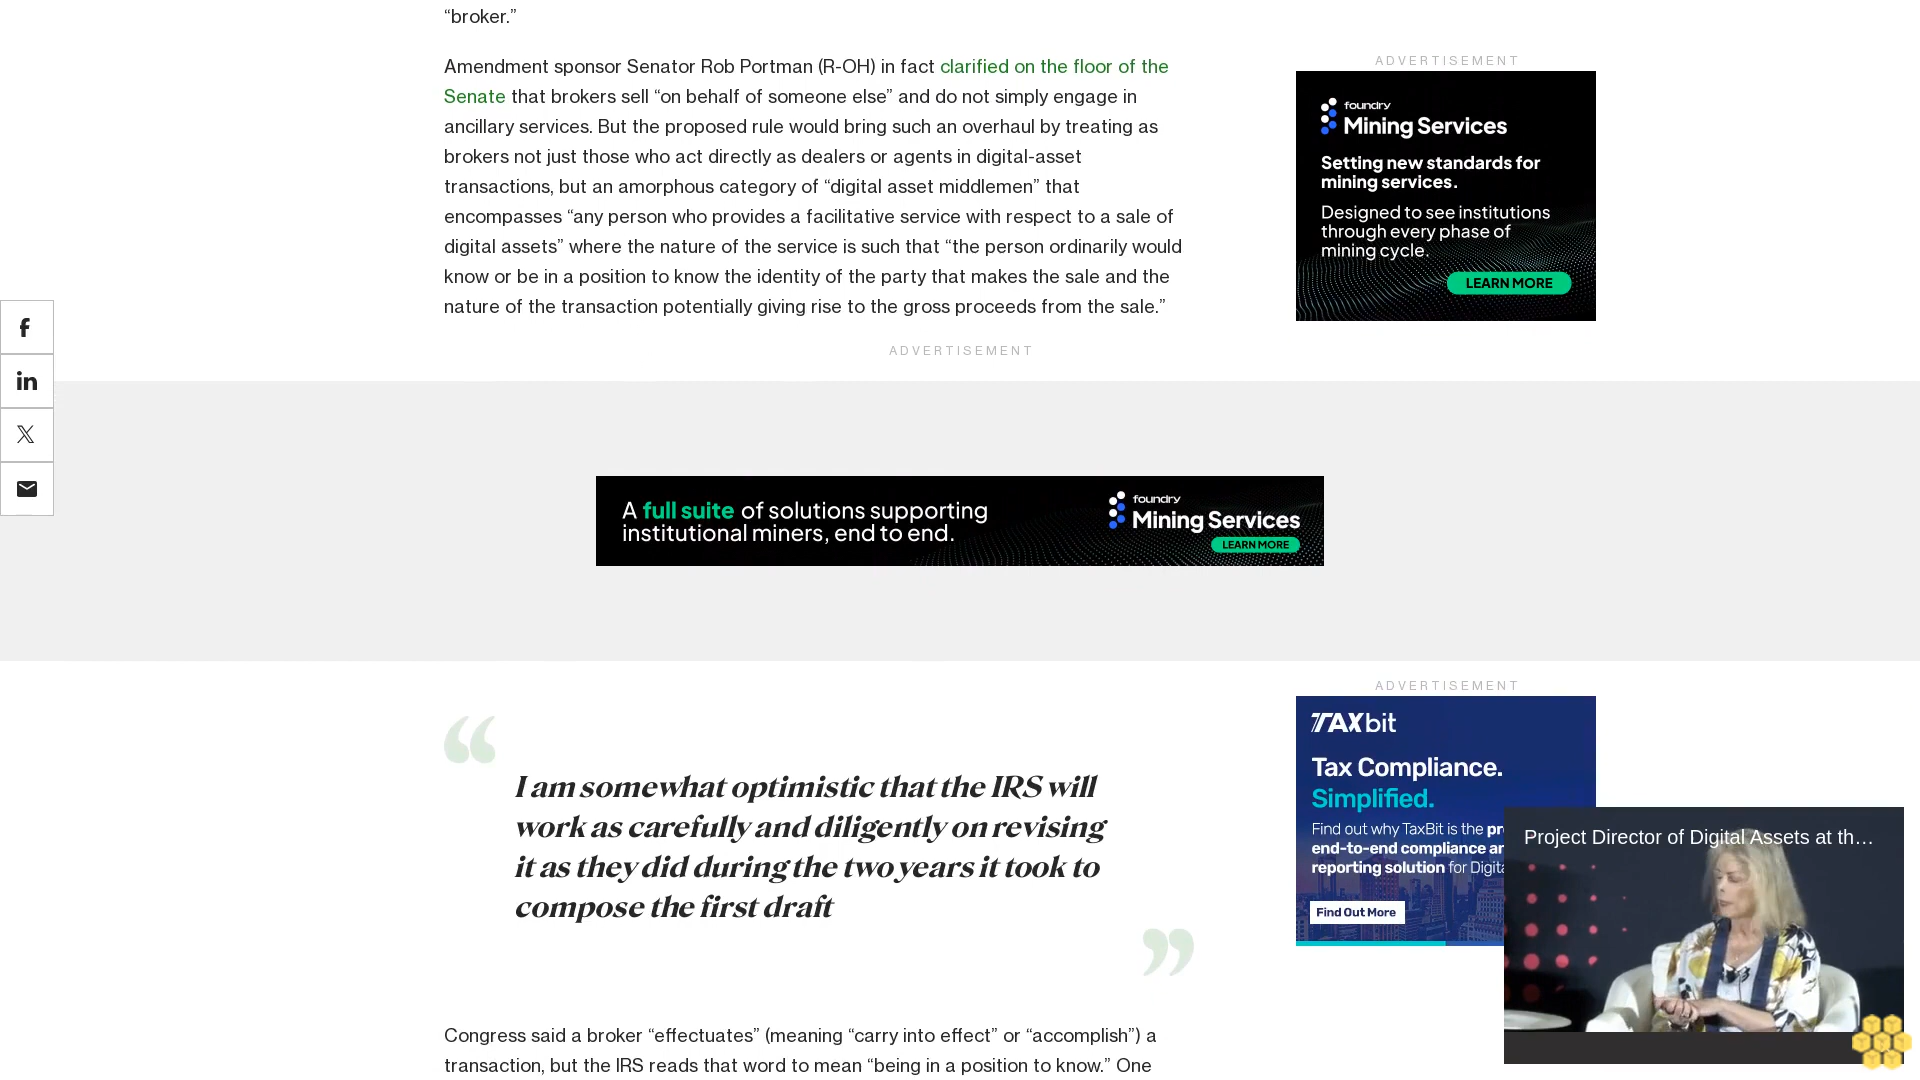 “broker.”
Amendment sponsor Senator Rob Portman (R-OH) in fact clarified on the floor of the
Senate that brokers sell “on behalf of someone else” and do not simply engage in
ancillary services. But the proposed rule would bring such an overhaul by treating as
brokers not just those who act directly as dealers or agents in digital-asset
transactions, but an amorphous category of “digital asset middlemen” that
encompasses “any person who provides a facilitative service with respect to a sale of
digital assets” where the nature of the service is such that “the person ordinarily would
know or be in a position to know the identity of the party that makes the sale and the
nature of the transaction potentially giving rise to the gross proceeds from the sale.”
ADVERTISEMENT
foundry
Mining Services
Setting new standards for
mining services.
Designed to see institutions
through every phase of
mining cycle.
LEARN MORE
ADVERTISEMENT
A full suite of solutions supporting
institutional miners, end to end.
foundry
Mining Services
LEARN MORE
I am somewhat optimistic that the IRS will
work as carefully and diligently on revising
it as they did during the two years it took to
compose the first draft
ADVERTISEMENT
TAXbit
Tax Compliance.
Simplified.
Find out why TaxBit is the
end-to-end compliance
reporting solution for
Find Out More
Project Director of Digital Assets at th…
Congress said a broker “effectuates” (meaning “carry into effect” or “accomplish”) a
transaction, but the IRS reads that word to mean “being in a position to know.” One